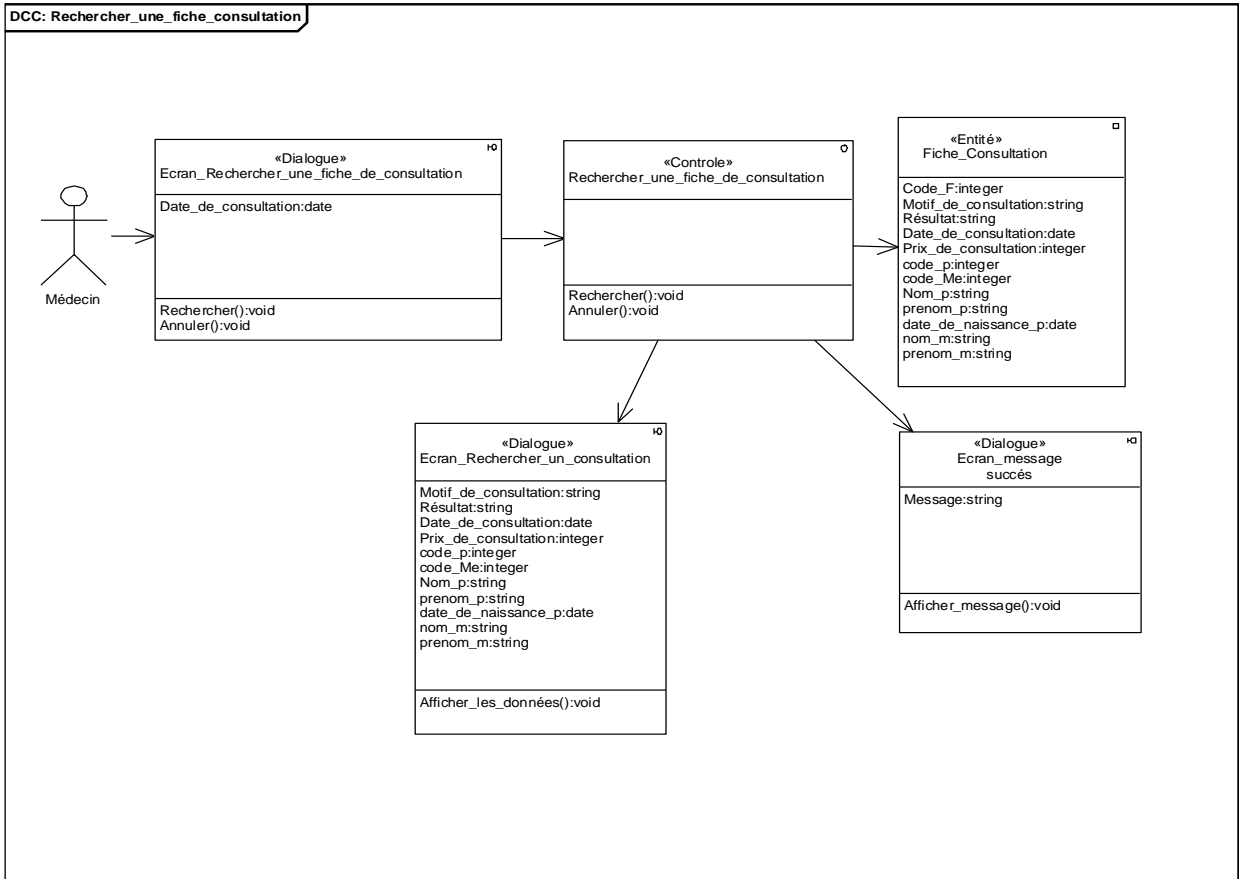 DCC: Rechercher_une_fiche_consultation
Médecin
«Dialogue»
Ecran_Rechercher_une_fiche_de_consultation
Date_de_consultation:date
Rechercher():void
Annuler():void
«Controle»
Rechercher_une_fiche_de_consultation
Rechercher():void
Annuler():void
«Entité»
Fiche_Consultation
Code_F:integer
Motif_de_consultation:string
Résultat:string
Date_de_consultation:date
Prix_de_consultation:integer
code_p:integer
code_Me:integer
Nom_p:string
prenom_p:string
date_de_naissance_p:date
nom_m:string
prenom_m:string
«Dialogue»
Ecran_Rechercher_un_consultation
Motif_de_consultation:string
Résultat:string
Date_de_consultation:date
Prix_de_consultation:integer
code_p:integer
code_Me:integer
Nom_p:string
prenom_p:string
date_de_naissance_p:date
nom_m:string
prenom_m:string
Afficher_les_données():void
«Dialogue»
Ecran_message
succés
Message:string
Afficher_message():void